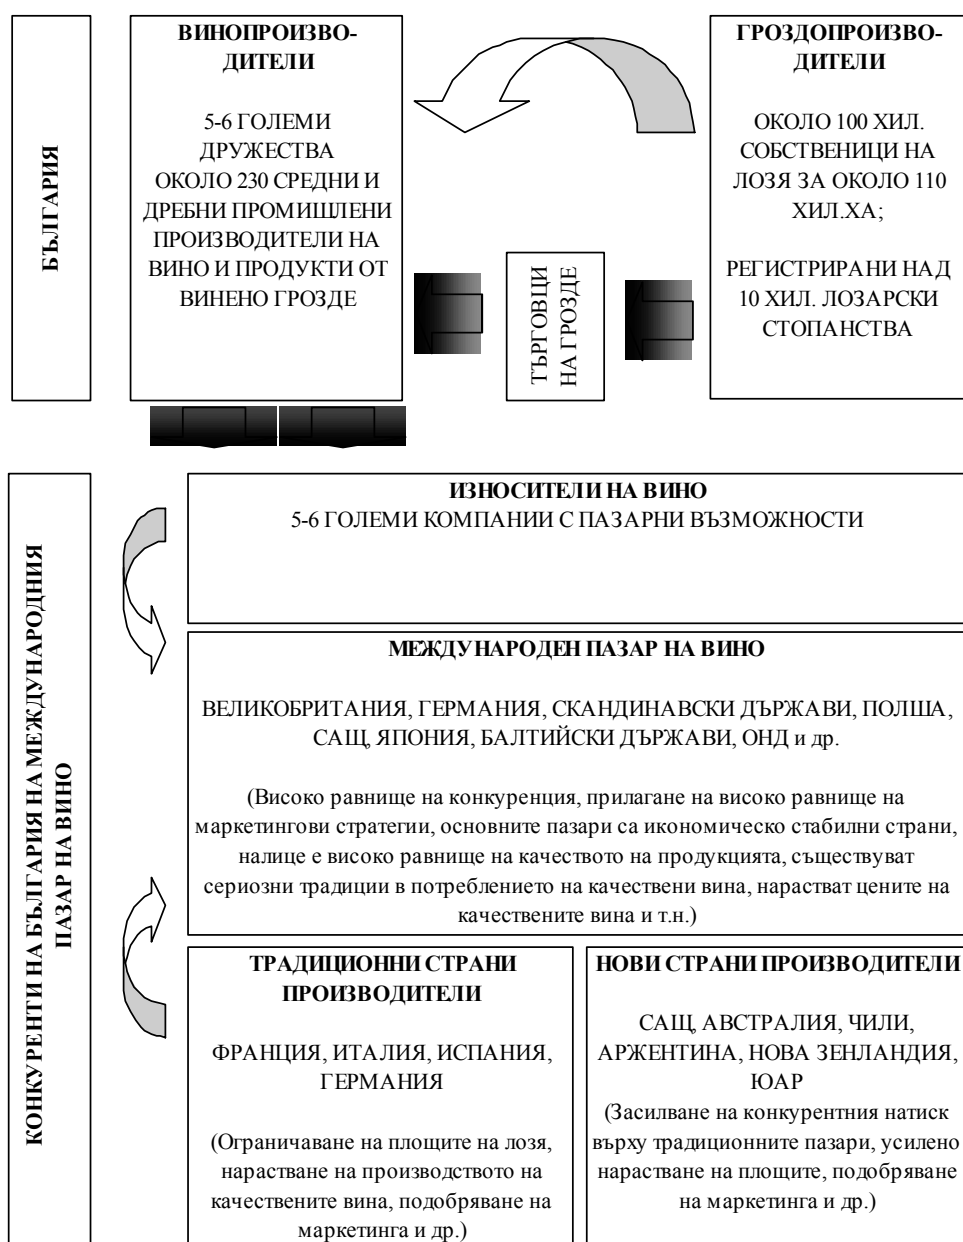 БЪЛГАРИЯ
ВИНОПРОИЗВО-
ДИТЕЛИ
5-6 ГОЛЕМИ
ДРУЖЕСТВА
ОКОЛО 230 СРЕДНИ И
ДРЕБНИ ПРОМИШЛЕНИ
ПРОИЗВОДИТЕЛИ НА
ВИНО И ПРОДУКТИ ОТ
ВИНЕНО ГРОЗДЕ
ТЪРГОВЦИ
НА ГРОЗДЕ
ГРОЗДОПРОИЗВО-
ДИТЕЛИ
ОКОЛО 100 ХИЛ.
СОБСТВЕНИЦИ НА
ЛОЗЯ ЗА ОКОЛО 110
ХИЛ.ХА;
РЕГИСТРИРАНИ НАД
10 ХИЛ. ЛОЗАРСКИ
СТОПАНСТВА
КОНКУРЕНТИ НА БЪЛГАРИЯ НА МЕЖДУНАРОДНИЯ
ПАЗАР НА ВИНО
ИЗНОСИТЕЛИ НА ВИНО
5-6 ГОЛЕМИ КОМПАНИИ С ПАЗАРНИ ВЪЗМОЖНОСТИ
МЕЖДУНАРОДЕН ПАЗАР НА ВИНО
ВЕЛИКОБРИТАНИЯ, ГЕРМАНИЯ, СКАНДИНАВСКИ ДЪРЖАВИ, ПОЛША,
САЩ, ЯПОНИЯ, БАЛТИЙСКИ ДЪРЖАВИ, ОНД и др.
(Високо равнище на конкуренция, прилагане на високо равнище на
маркетингови стратегии, основните пазари са икономическо стабилни страни,
налице е високо равнище на качеството на продукцията, съществуват
сериозни традиции в потреблението на качествени вина, нарастват цените на
качествените вина и т.н.)
ТРАДИЦИОННИ СТРАНИ
ПРОИЗВОДИТЕЛИ
ФРАНЦИЯ, ИТАЛИЯ, ИСПАНИЯ,
ГЕРМАНИЯ
(Ограничаване на площите на лозя,
нарастване на производството на
качествените вина, подобряване на
маркетинга и др.)
НОВИ СТРАНИ ПРОИЗВОДИТЕЛИ
САЩ, АВСТРАЛИЯ, ЧИЛИ,
АРЖЕНТИНА, НОВА ЗЕНЛАНДИЯ,
ЮАР
(Засилване на конкурентния натиск
върху традиционните пазари, усилено
нарастване на площите, подобряване
на маркетинга и др.)